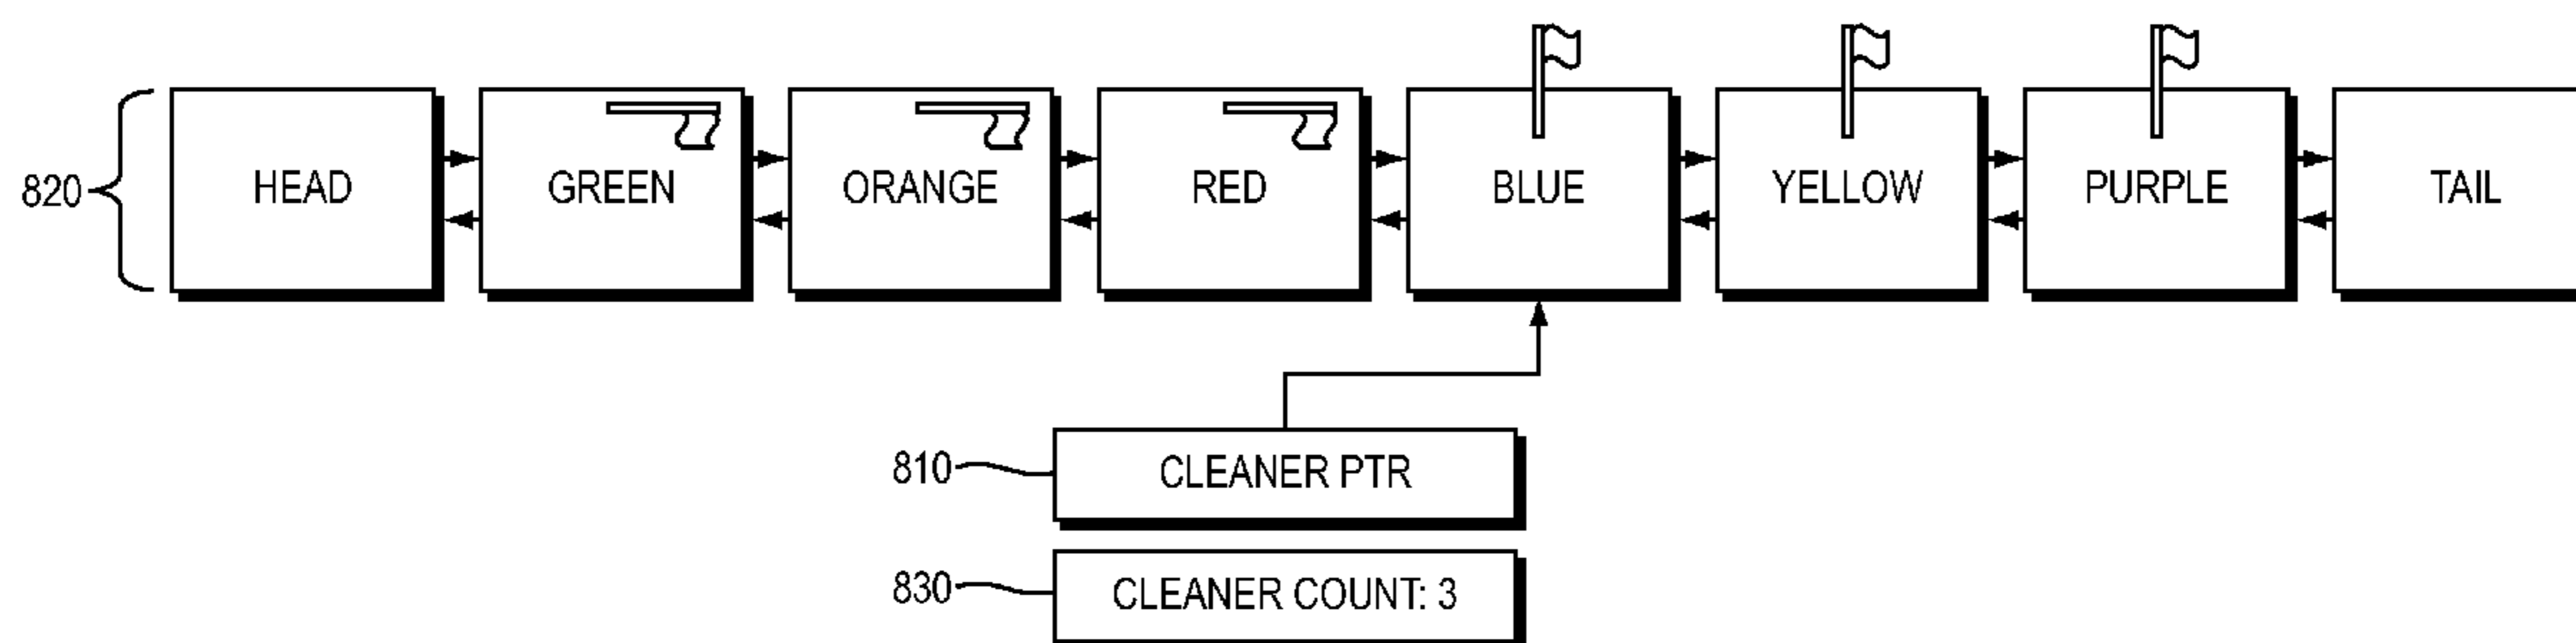 820 HEAD GREEN ORANGE RED BLUE YELLOW PURPLE TAIL
810 CLEANER PTR
830 CLEANER COUNT: 3